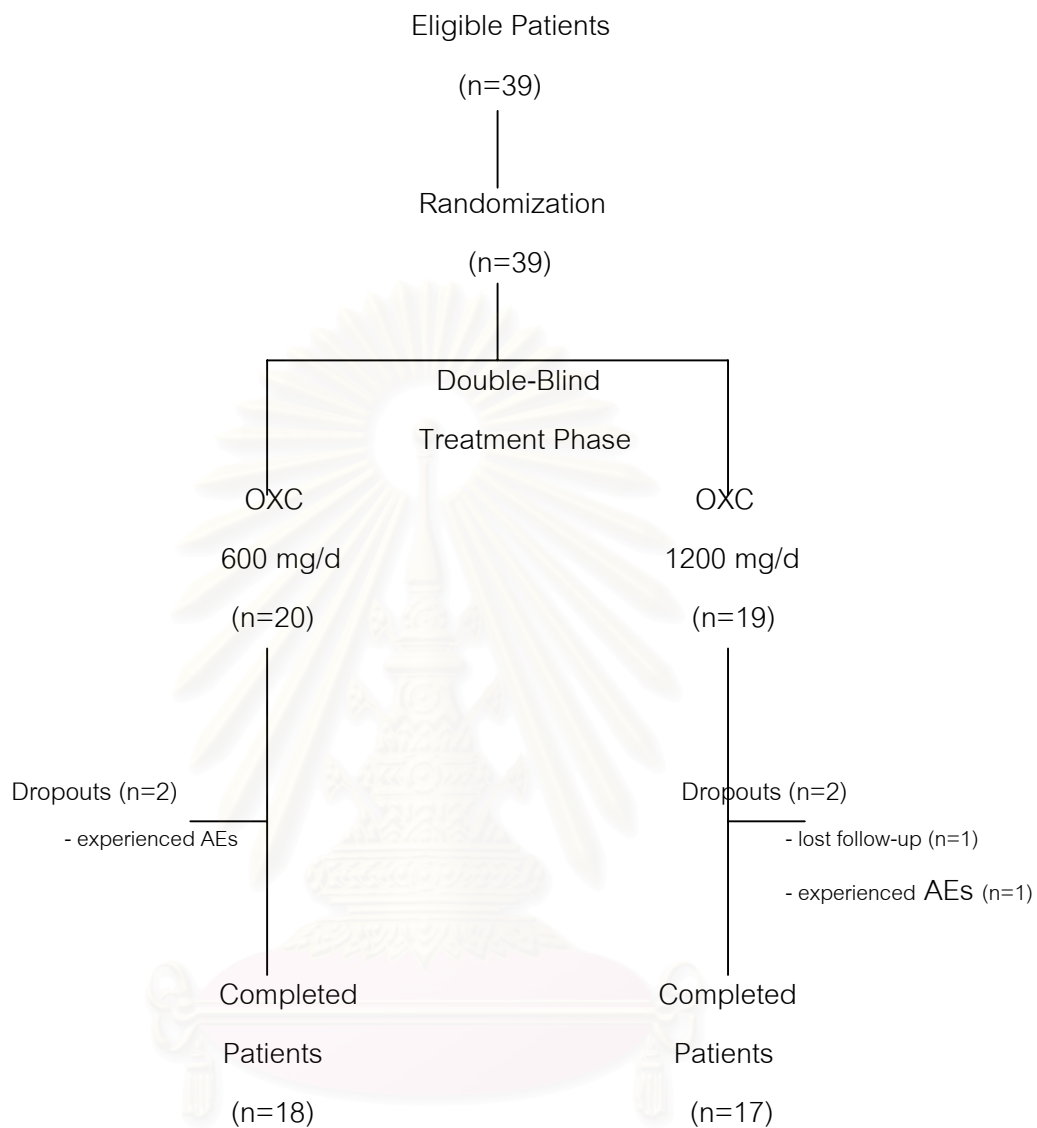 Eligible Patients
(n=39)
Randomization
(n=39)
Double-Blind
Treatment Phase
OXC
600 mg/d
(n=20)
OXC
1200 mg/d
(n=19)
Dropouts (n=2)
- experienced AEs
Dropouts (n=2)
- lost follow-up (n=1)
- experienced AEs (n=1)
Completed
Patients
(n=18)
Completed
Patients
(n=17)